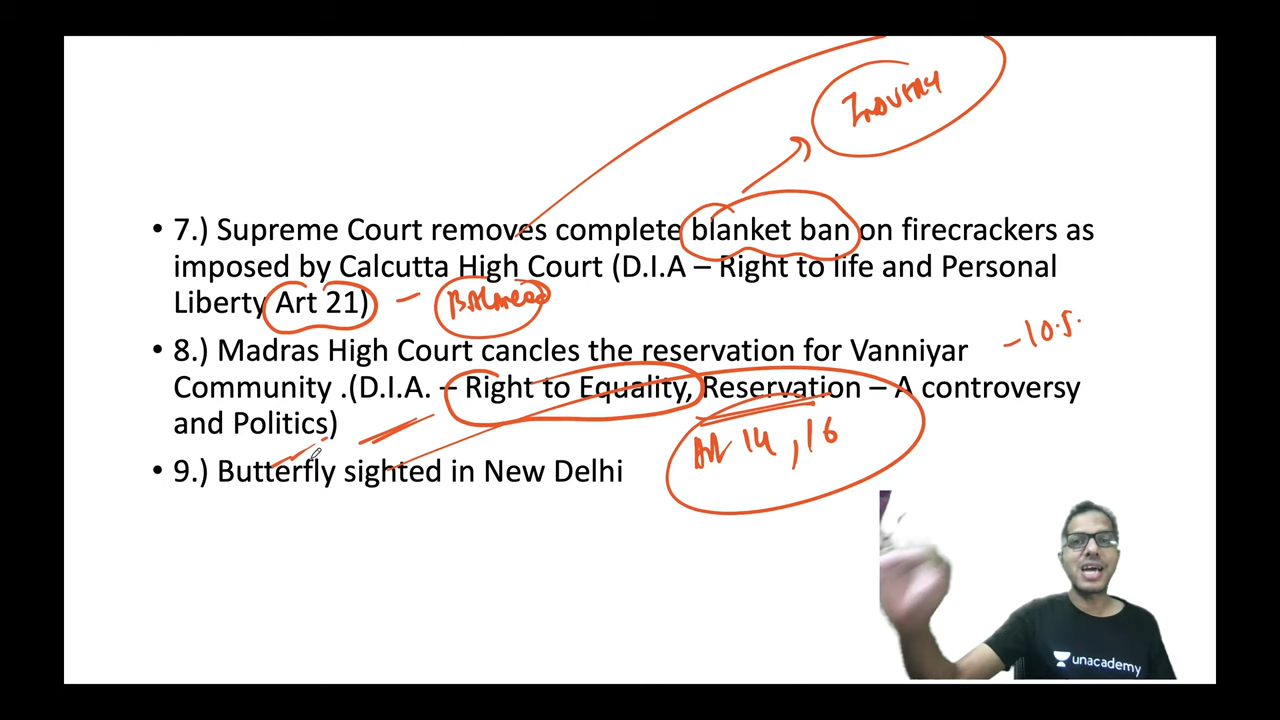 INDUSTRY
• 7.) Supreme Court removes complete blanket ban on firecrackers as
imposed by Calcutta High Court (D.I.A – Right to life and Personal
Liberty Art 21) – BALANCED
• 8.) Madras High Court cancles the reservation for Vanniyar – 10.5.
Community .(D.I.A. – Right to Equality, Reservation – A controversy
and Politics)
Art 14, 16
• 9.) Butterfly sighted in New Delhi
unacademy